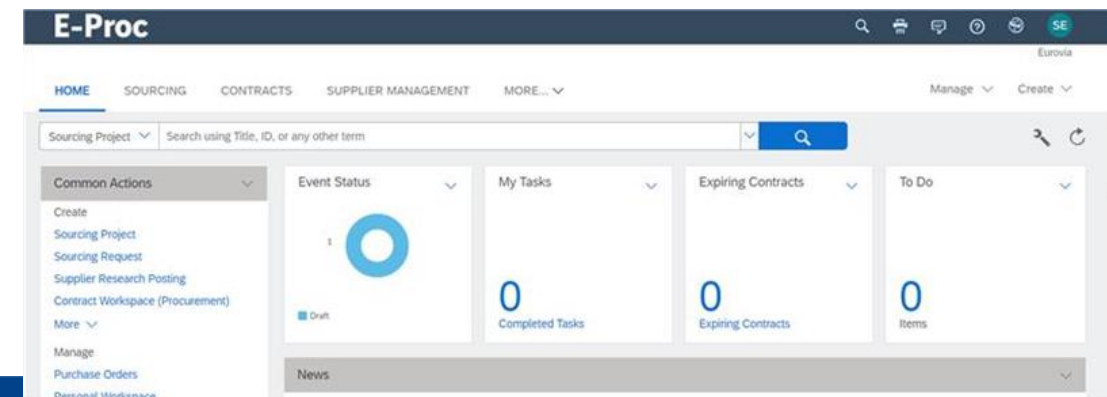 E-Proc
SE
Eurovia
HOME SOURCING CONTRACTS SUPPLIER MANAGEMENT MORE... Manage Create
Sourcing Project Search using Title, ID, or any other term
Common Actions
Create
Sourcing Project
Sourcing Request
Supplier Research Posting
Contract Workspace (Procurement)
More
Manage
Purchase Orders
Personal Workspace
Event Status
1
Draft
My Tasks
0
Completed Tasks
Expiring Contracts
0
Expiring Contracts
To Do
0
Items
News